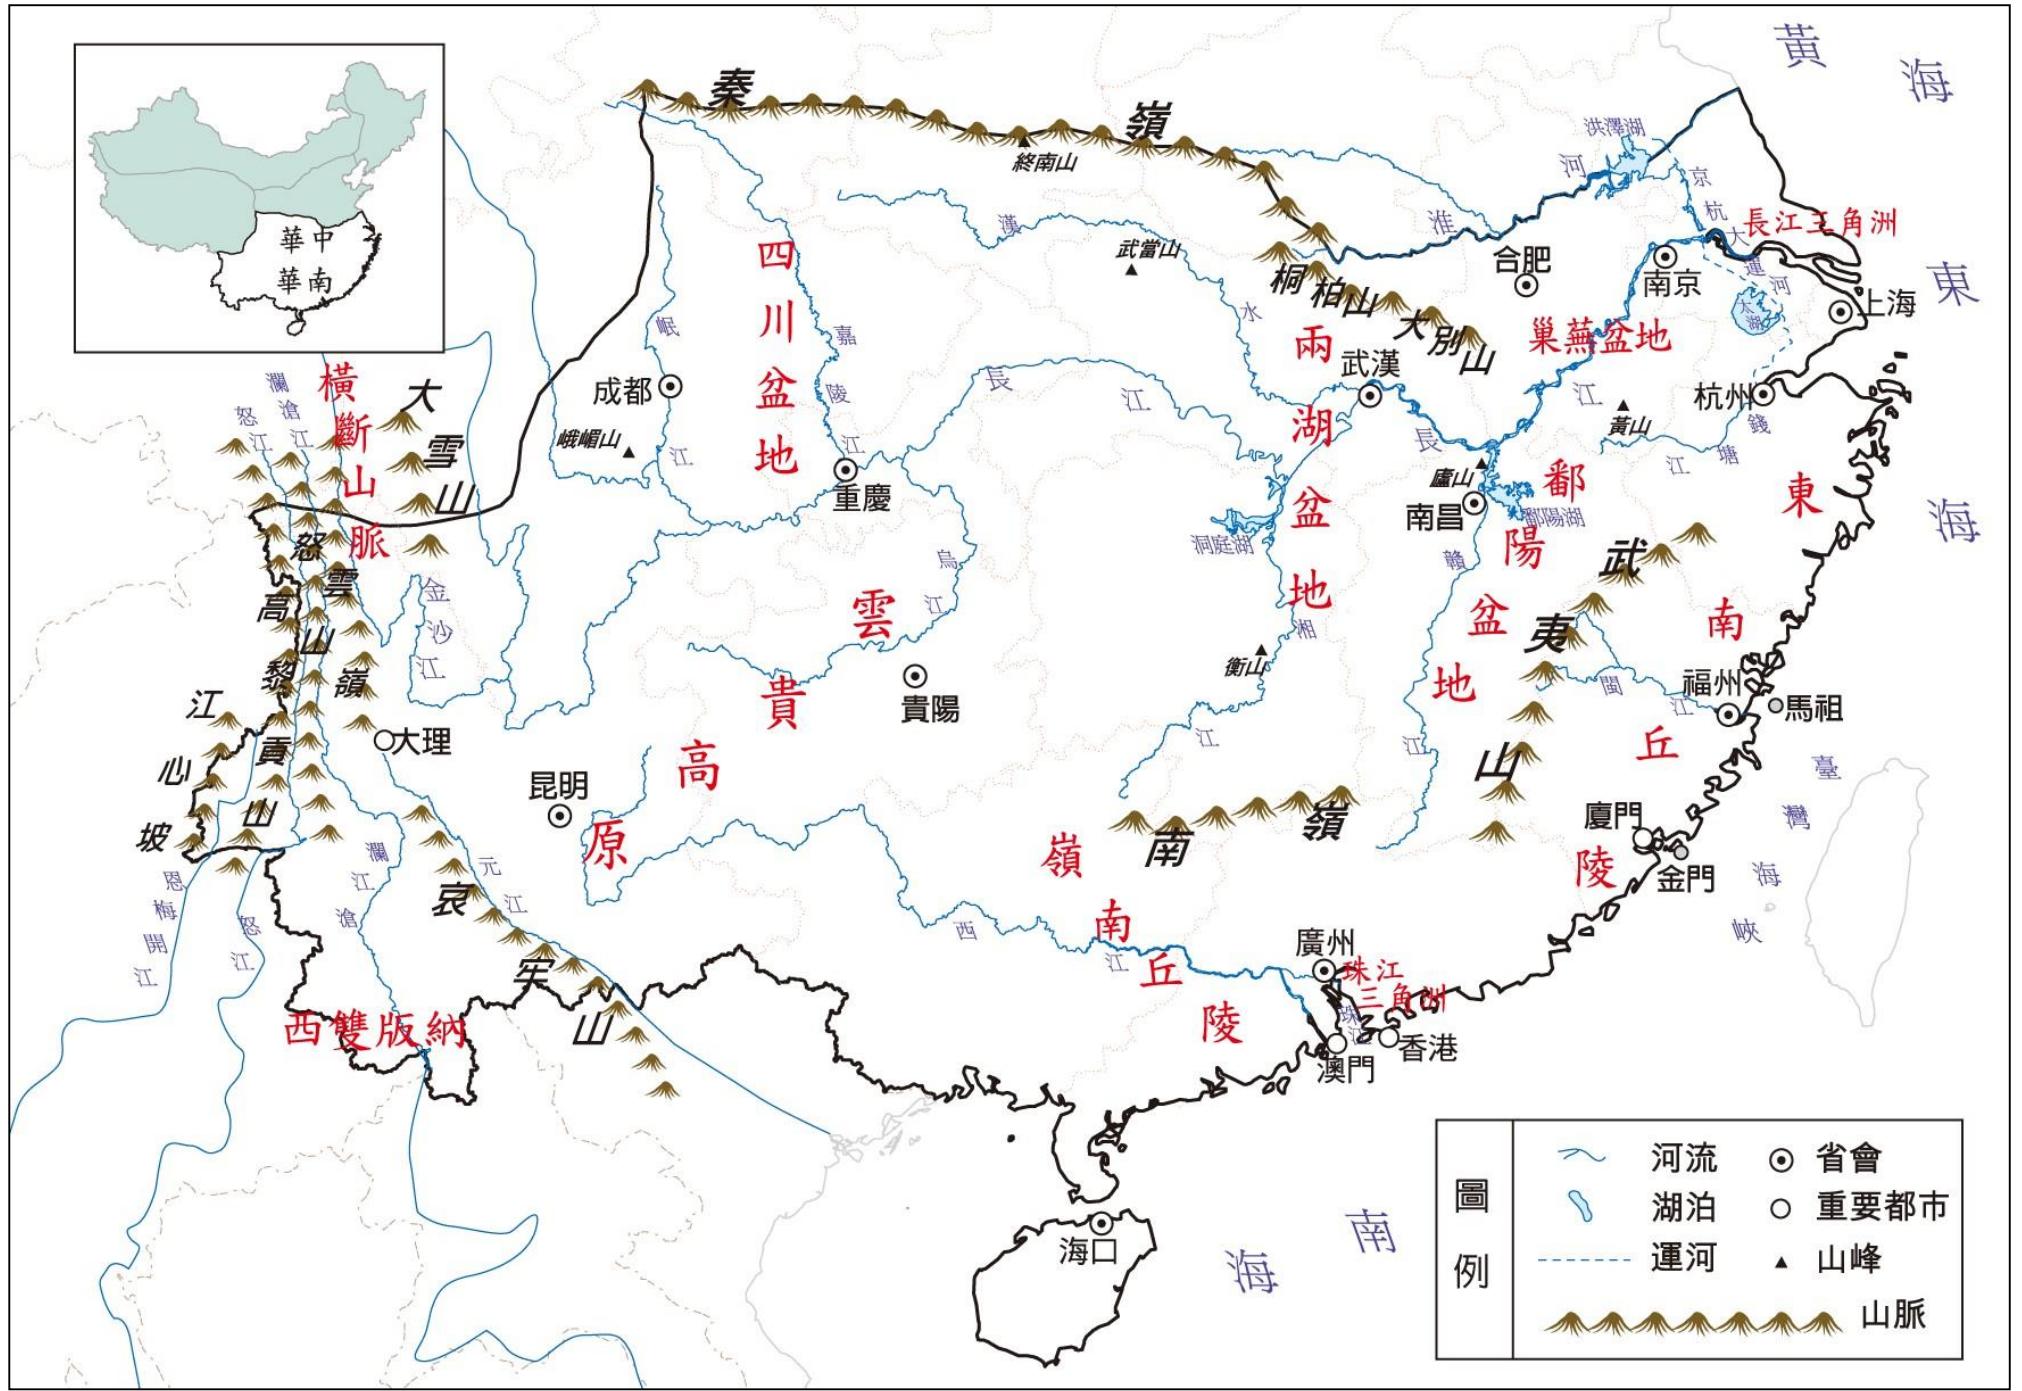 華中
華南
黃海
東海
南海
臺灣海峽
秦嶺
終南山
武當山
漢水
淮河
洪澤湖
京杭大運河
長江三角洲
太湖
南京
上海
合肥
杭州
錢塘江
黃山
巢蕪盆地
桐柏山
大別山
四川盆地
嘉陵江
岷江
成都
峨嵋山
重慶
長江
長江
武漢
兩湖盆地
洞庭湖
湘江
衡山
廬山
南昌
鄱陽湖
鄱陽盆地
贛江
武夷山
東南丘陵
閩江
福州
馬祖
廈門
金門
橫斷山脈
大雪山
瀾滄江
怒江
怒山
雲嶺
高黎貢山
江心坡
金沙江
大理
昆明
雲貴高原
貴陽
烏江
南嶺
嶺南丘陵
西江
廣州
珠江
三角洲
珠江
香港
澳門
海口
恩梅開江
怒江
瀾滄江
元江
哀牢山
西雙版納
圖例
河流
湖泊
運河
省會
重要都市
山峰
山脈